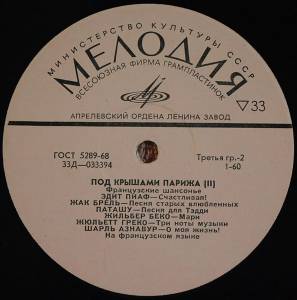 МИНИСТЕРСТВО КУЛЬТУРЫ СССР
МЕЛОДИЯ
ВСЕСОЮЗНАЯ ФИРМА ГРАМПЛАСТИНОК
▽33
АПРЕЛЕВСКИЙ ОРДЕНА ЛЕНИНА ЗАВОД
ГОСТ 5289-68
33Д—033394
Третья гр.-2
1-60
ПОД КРЫШАМИ ПАРИЖА (II)
Французские шансонье
ЭДИТ ПИАФ—Счастливая!
ЖАК БРЕЛЬ—Песня старых влюбленных
ПАТАШУ—Песня для Тэдди
ЖИЛЬБЕР БЕКО—Мари
ЖЮЛЬЕТТ ГРЕКО—Три ноты музыки
ШАРЛЬ АЗНАВУР—О моя жизнь!
На французском языке